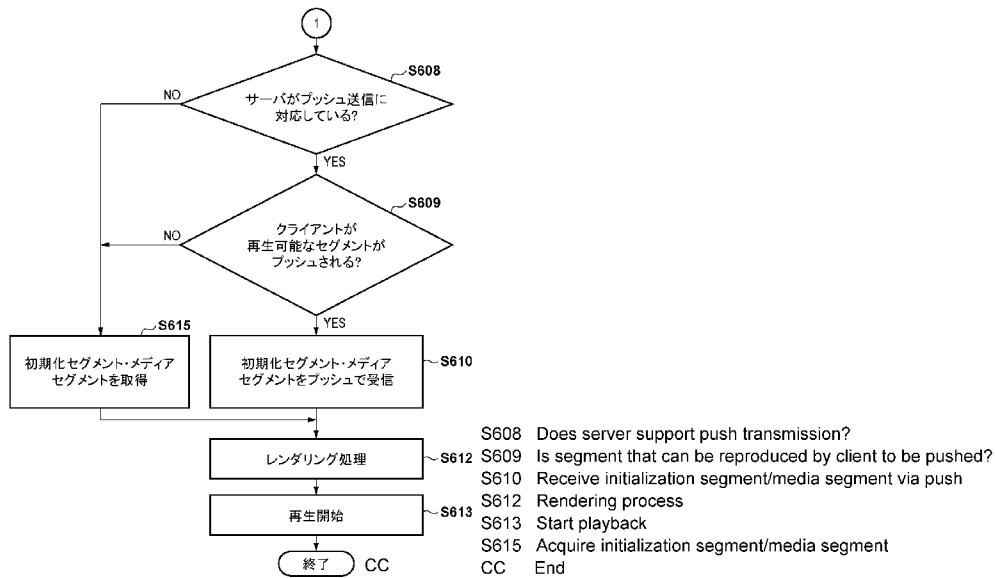 1
S608
NO
サーバがプッシュ送信に
対応している?
YES
S609
NO
クライアントが
再生可能なセグメントが
プッシュされる?
YES
S615
初期化セグメント・メディア
セグメントを取得
初期化セグメント・メディア
セグメントをプッシュで受信
S610
レンダリング処理
S612
再生開始
S613
終了
CC
S608 Does server support push transmission?
S609 Is segment that can be reproduced by client to be pushed?
S610 Receive initialization segment/media segment via push
S612 Rendering process
S613 Start playback
S615 Acquire initialization segment/media segment
CC End